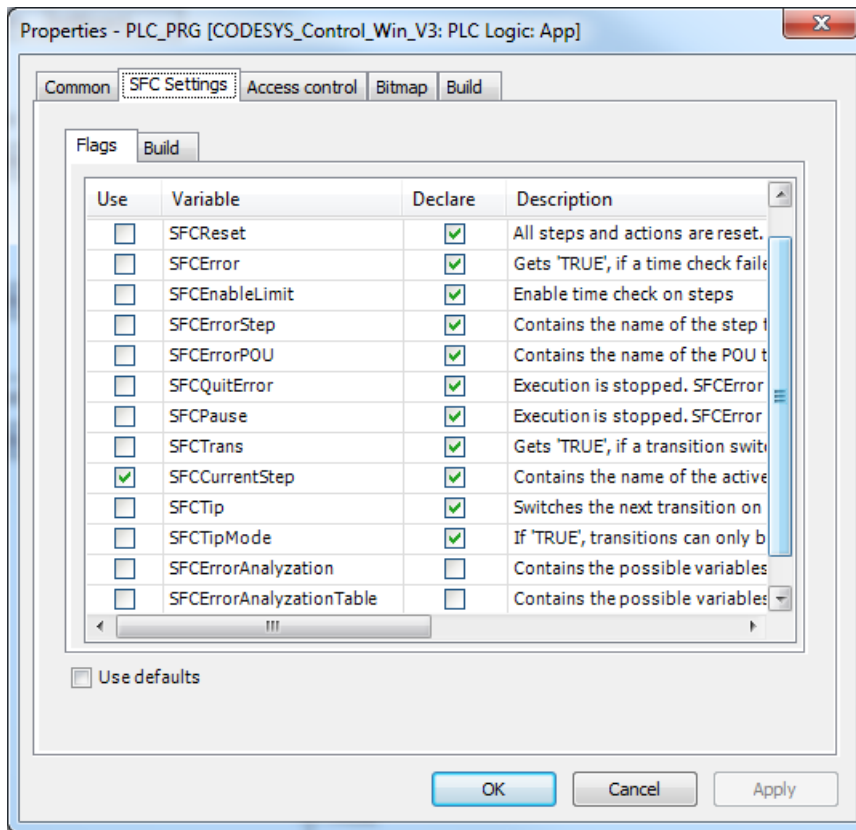 Properties - PLC_PRG [CODESYS_Control_Win_V3: PLC Logic: App]
Common SFC Settings Access control Bitmap Build
Flags Build
Use Variable Declare Description
SFCReset All steps and actions are reset.
SFCError Gets 'TRUE', if a time check faile
SFCEnableLimit Enable time check on steps
SFCErrorStep Contains the name of the step t
SFCErrorPOU Contains the name of the POU t
SFCQuitError Execution is stopped. SFCError
SFCPause Execution is stopped. SFCError
SFCTrans Gets 'TRUE', if a transition swit
SFCCurrentStep Contains the name of the active
SFCTip Switches the next transition on
SFCTipMode If 'TRUE', transitions can only b
SFCErrorAnalyzation Contains the possible variables
SFCErrorAnalyzationTable Contains the possible variables
Use defaults
OK Cancel Apply